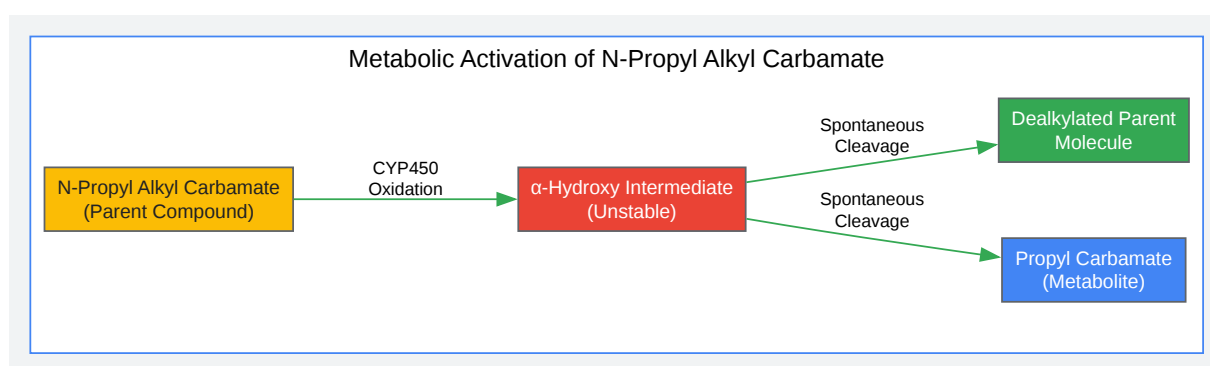 Metabolic Activation of N-Propyl Alkyl Carbamate
N-Propyl Alkyl Carbamate
(Parent Compound)
CYP450
Oxidation
α-Hydroxy Intermediate
(Unstable)
Spontaneous
Cleavage
Dealkylated Parent
Molecule
Spontaneous
Cleavage
Propyl Carbamate
(Metabolite)